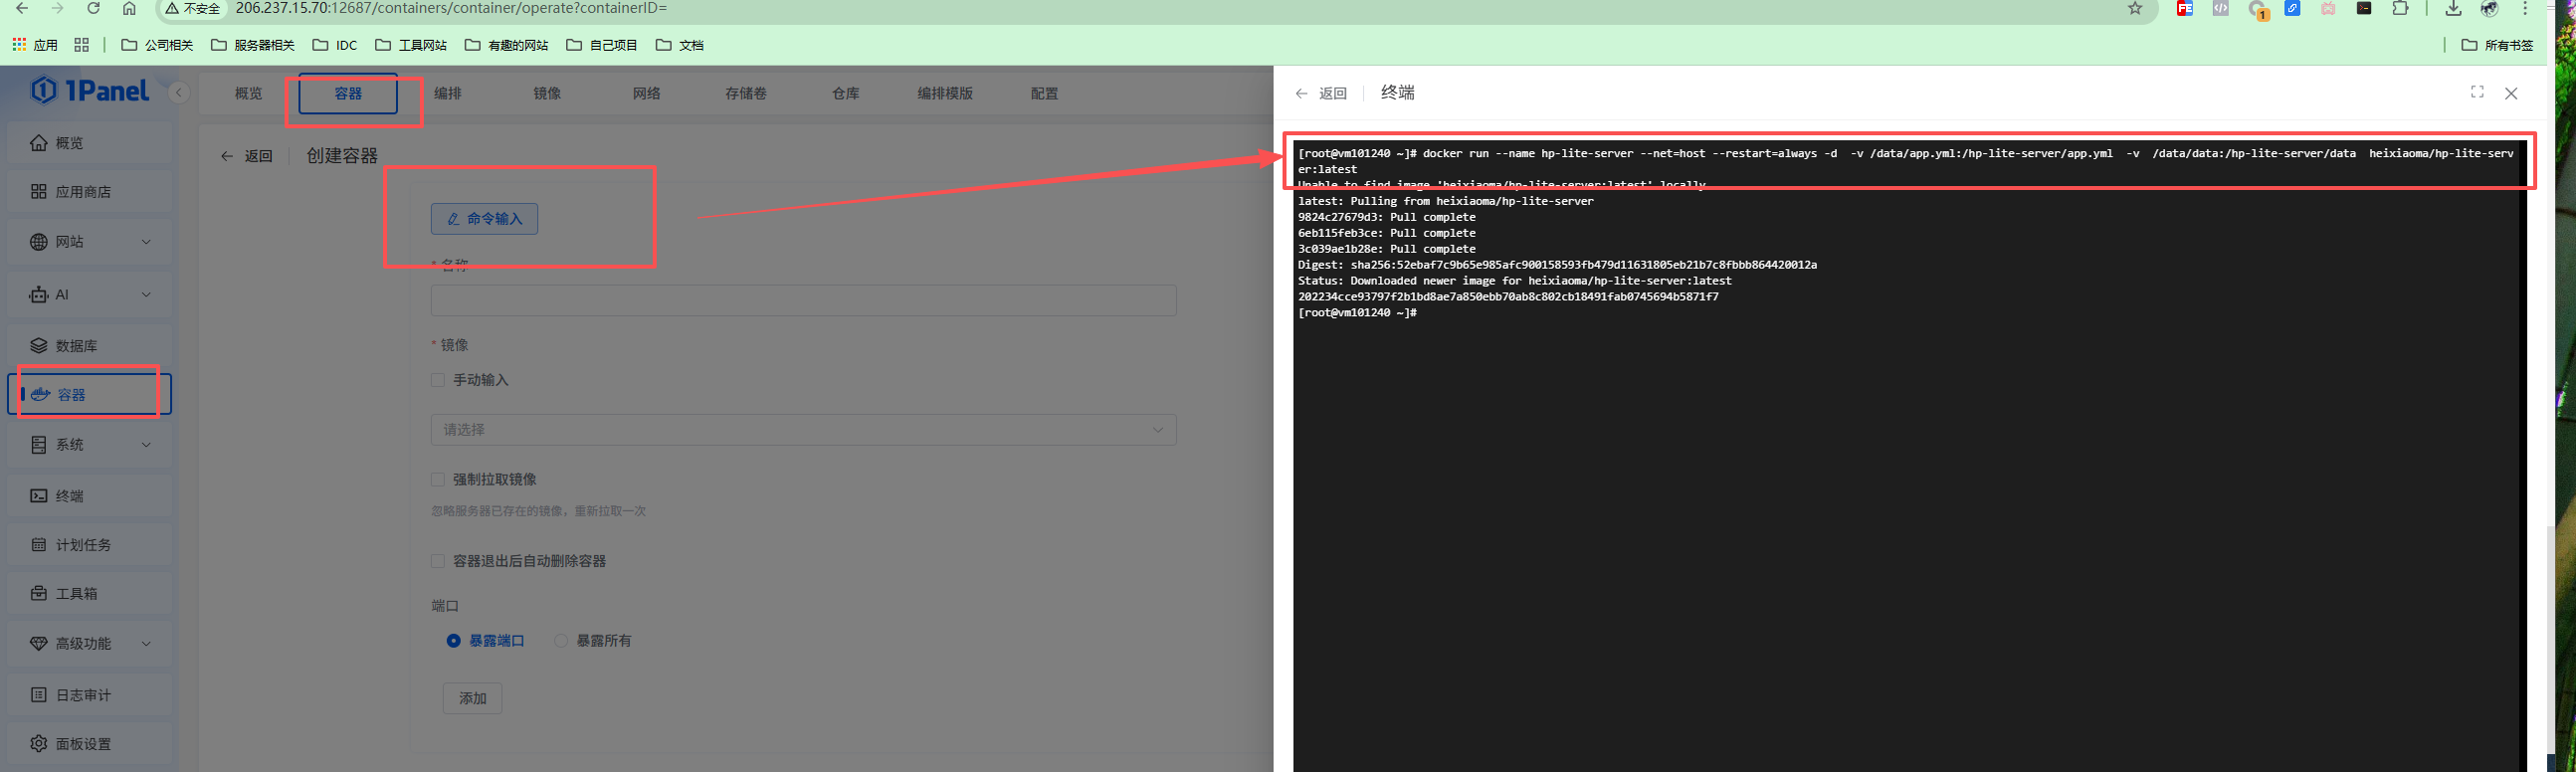 不安全 206.237.15.70:12687/containers/container/operate?containerID=
应用 公司相关 服务器相关 IDC 工具网站 有趣的网站 自己项目 文档 所有书签
1Panel
概览 容器 编排 镜像 网络 存储卷 仓库 编排模版 配置
概览
应用商店
网站
AI
数据库
容器
系统
终端
计划任务
工具箱
高级功能
日志审计
面板设置
返回 创建容器
命令输入
* 名称
* 镜像
手动输入
请选择
强制拉取镜像
忽略服务器已存在的镜像，重新拉取一次
容器退出后自动删除容器
端口
暴露端口 暴露所有
添加
返回 终端
[root@vm101240 ~]# docker run --name hp-lite-server --net=host --restart=always -d  -v /data/app.yml:/hp-lite-server/app.yml  -v  /data/data:/hp-lite-server/data  heixiaoma/hp-lite-serv
er:latest
Unable to find image 'heixiaoma/hp-lite-server:latest' locally
latest: Pulling from heixiaoma/hp-lite-server
9824c27679d3: Pull complete
6eb115feb3ce: Pull complete
3c039ae1b28e: Pull complete
Digest: sha256:52ebaf7c9b65e985afc900158593fb479d11631805eb21b7c8fbbb864420012a
Status: Downloaded newer image for heixiaoma/hp-lite-server:latest
202234cce93797f2b1bd8ae7a850ebb70ab8c802cb18491fab0745694b5871f7
[root@vm101240 ~]#